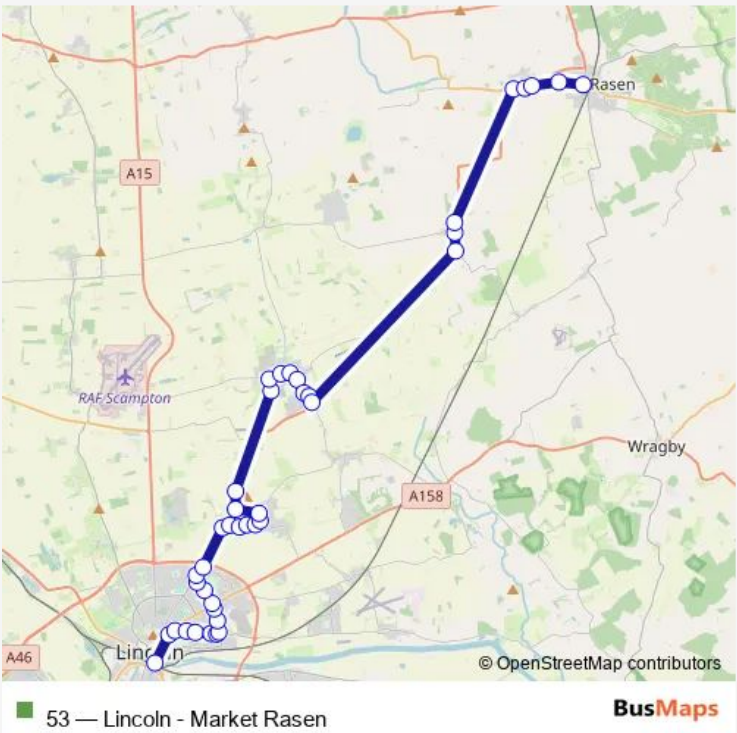 Rasen
A15
RAF Scampton
Wragby
A158
Lincoln
A46
© OpenStreetMap contributors
53 — Lincoln - Market Rasen
BusMaps